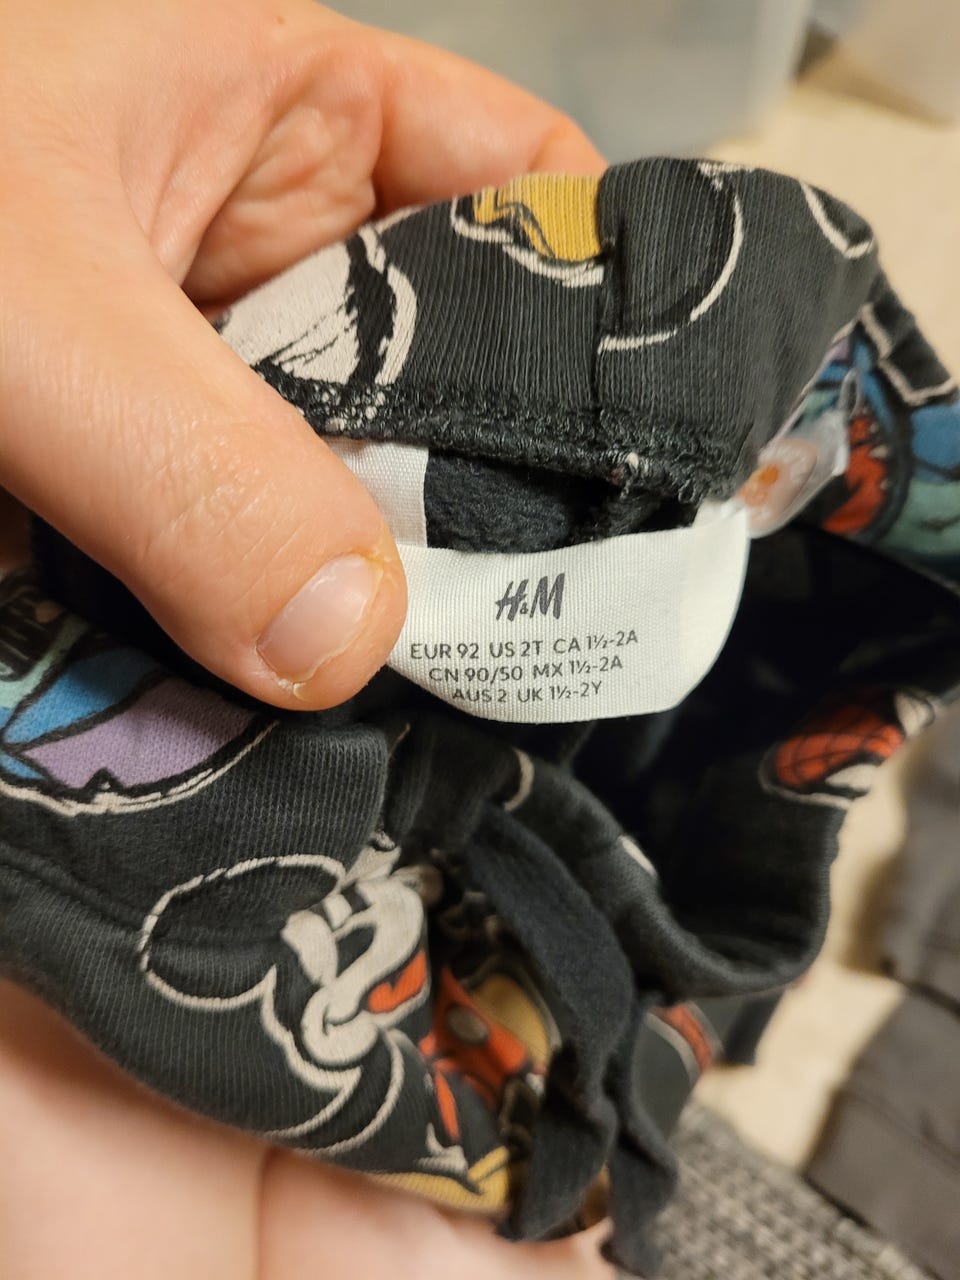 H&M
EUR 92 US 2T CA 1½-2A
CN 90/50 MX 1½-2A
AUS 2 UK 1½-2Y